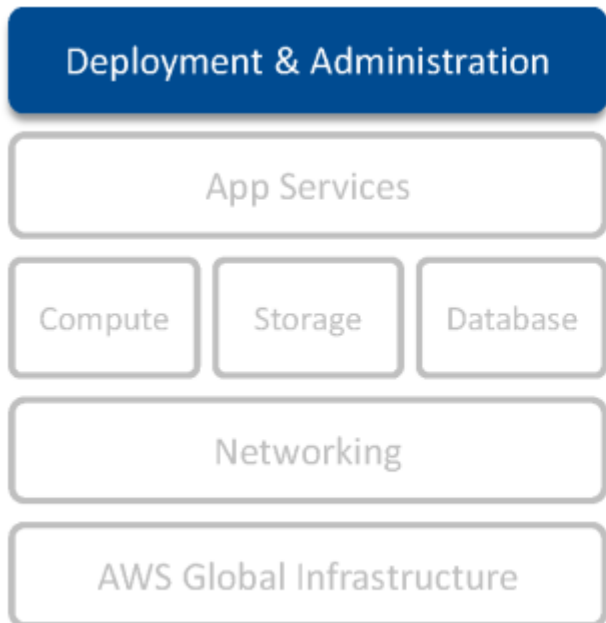 Deployment & Administration
App Services
Compute
Storage
Database
Networking
AWS Global Infrastructure